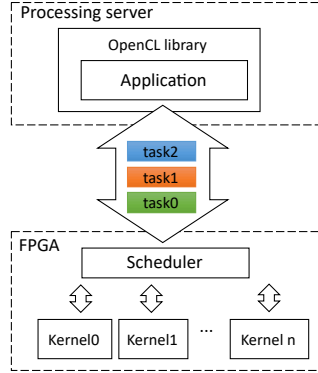 Processing server
OpenCL library
Application
task2
task1
task0
FPGA
Scheduler
Kernel0
Kernel1
...
Kernel n